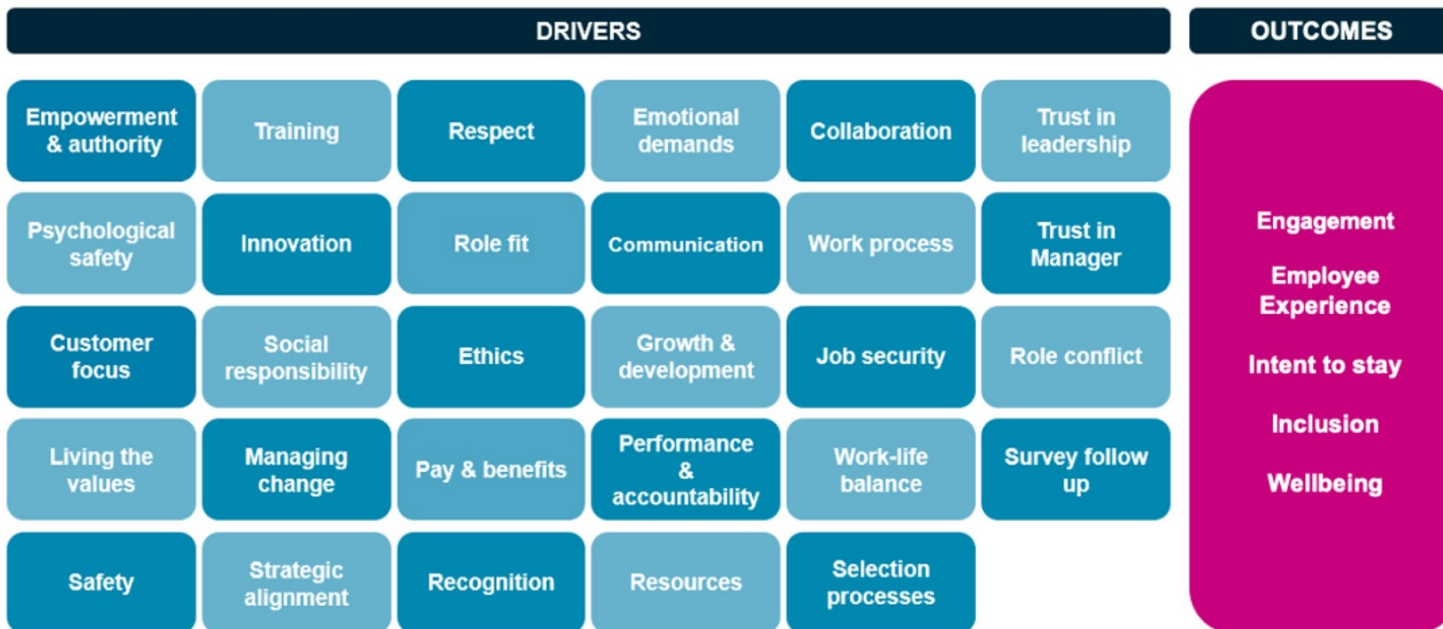 DRIVERS
OUTCOMES
Empowerment
& authority
Training
Respect
Emotional
demands
Collaboration
Trust in
leadership
Psychological
safety
Innovation
Role fit
Communication
Work process
Trust in
Manager
Customer
focus
Social
responsibility
Ethics
Growth &
development
Job security
Role conflict
Living the
values
Managing
change
Pay & benefits
Performance
&
accountability
Work-life
balance
Survey follow
up
Safety
Strategic
alignment
Recognition
Resources
Selection
processes
Engagement
Employee
Experience
Intent to stay
Inclusion
Wellbeing